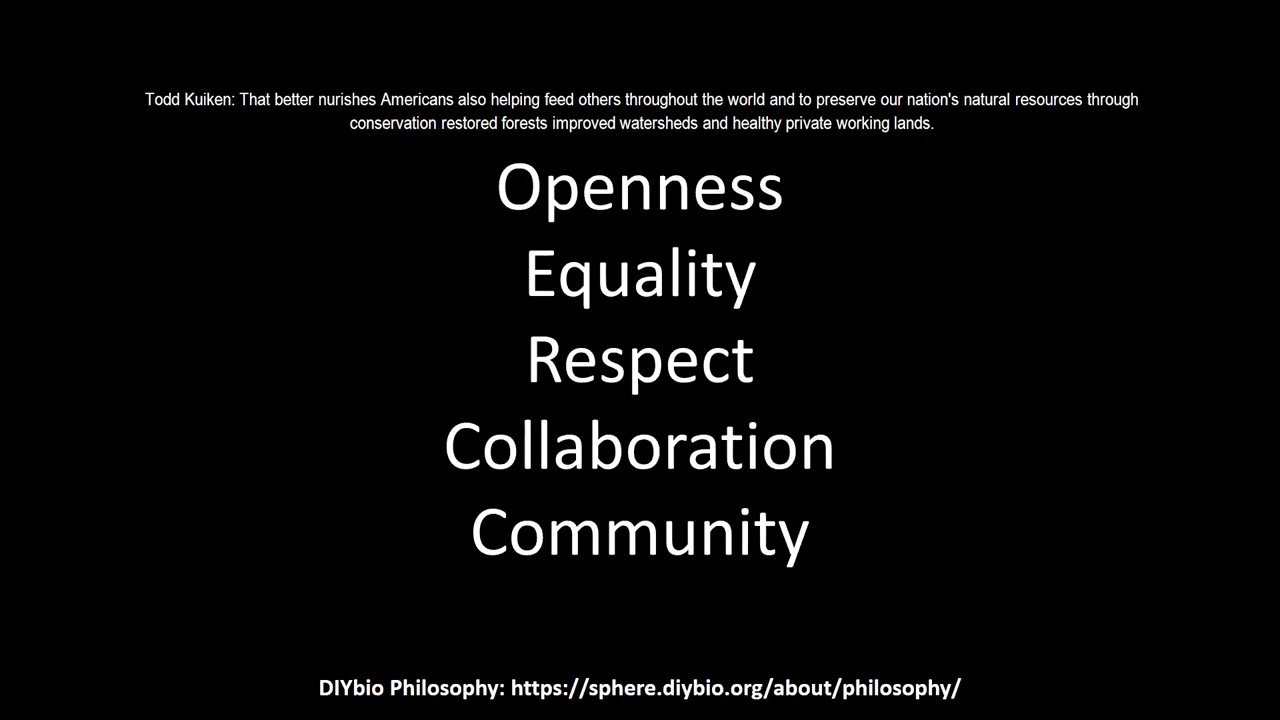 Todd Kuiken: That better nurishes Americans also helping feed others throughout the world and to preserve our nation's natural resources through
conservation restored forests improved watersheds and healthy private working lands.
Openness
Equality
Respect
Collaboration
Community
DIYbio Philosophy: https://sphere.diybio.org/about/philosophy/